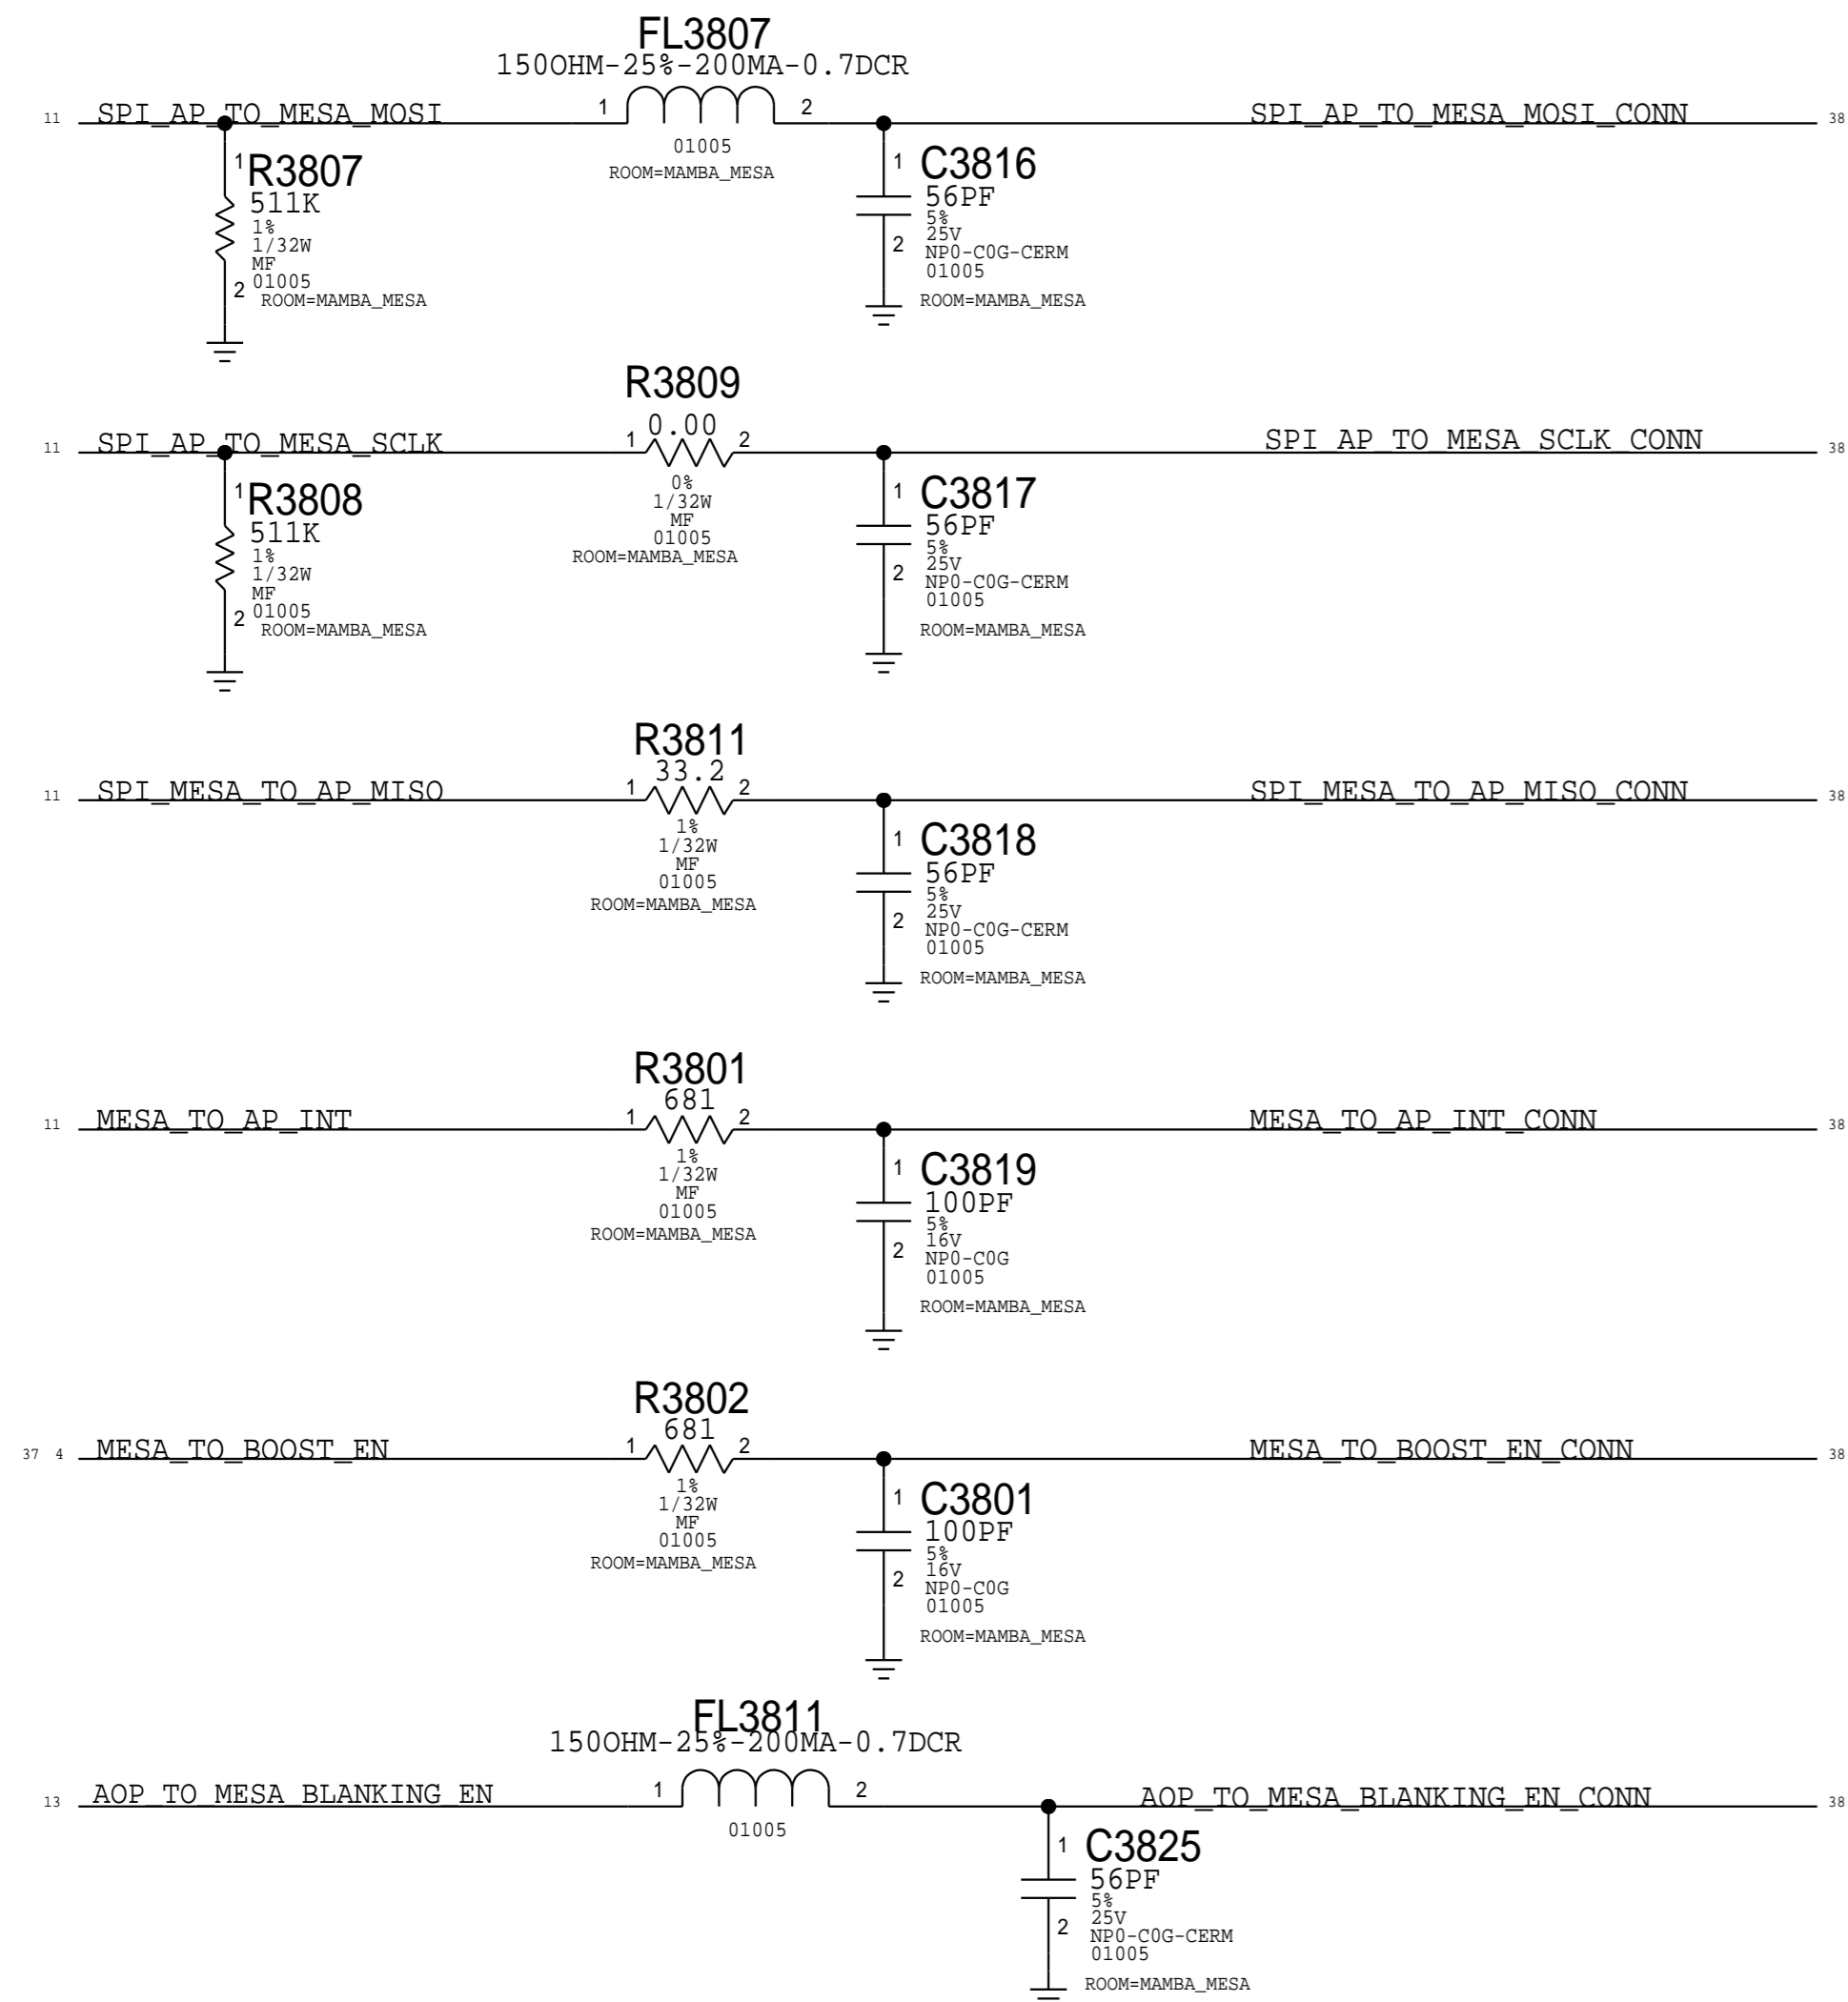 FL3807
150OHM-25%-200MA-0.7DCR
11 SPI_AP_TO_MESA_MOSI 1 2 SPI_AP_TO_MESA_MOSI_CONN 38
01005
ROOM=MAMBA_MESA
1 R3807
511K
1%
1/32W
MF
2 01005
ROOM=MAMBA_MESA
1 C3816
56PF
5%
25V
2 NP0-C0G-CERM
01005
ROOM=MAMBA_MESA
R3809
0.00
11 SPI_AP_TO_MESA_SCLK 1 2 SPI_AP_TO_MESA_SCLK_CONN 38
0%
1/32W
MF
01005
ROOM=MAMBA_MESA
1 R3808
511K
1%
1/32W
MF
2 01005
ROOM=MAMBA_MESA
1 C3817
56PF
5%
25V
2 NP0-C0G-CERM
01005
ROOM=MAMBA_MESA
R3811
33.2
11 SPI_MESA_TO_AP_MISO 1 2 SPI_MESA_TO_AP_MISO_CONN 38
1%
1/32W
MF
01005
ROOM=MAMBA_MESA
1 C3818
56PF
5%
25V
2 NP0-C0G-CERM
01005
ROOM=MAMBA_MESA
R3801
681
11 MESA_TO_AP_INT 1 2 MESA_TO_AP_INT_CONN 38
1%
1/32W
MF
01005
ROOM=MAMBA_MESA
1 C3819
100PF
5%
16V
2 NP0-C0G
01005
ROOM=MAMBA_MESA
R3802
681
37 4 MESA_TO_BOOST_EN 1 2 MESA_TO_BOOST_EN_CONN 38
1%
1/32W
MF
01005
ROOM=MAMBA_MESA
1 C3801
100PF
5%
16V
2 NP0-C0G
01005
ROOM=MAMBA_MESA
FL3811
150OHM-25%-200MA-0.7DCR
13 AOP_TO_MESA_BLANKING_EN 1 2 AOP_TO_MESA_BLANKING_EN_CONN 38
01005
1 C3825
56PF
5%
25V
2 NP0-C0G-CERM
01005
ROOM=MAMBA_MESA